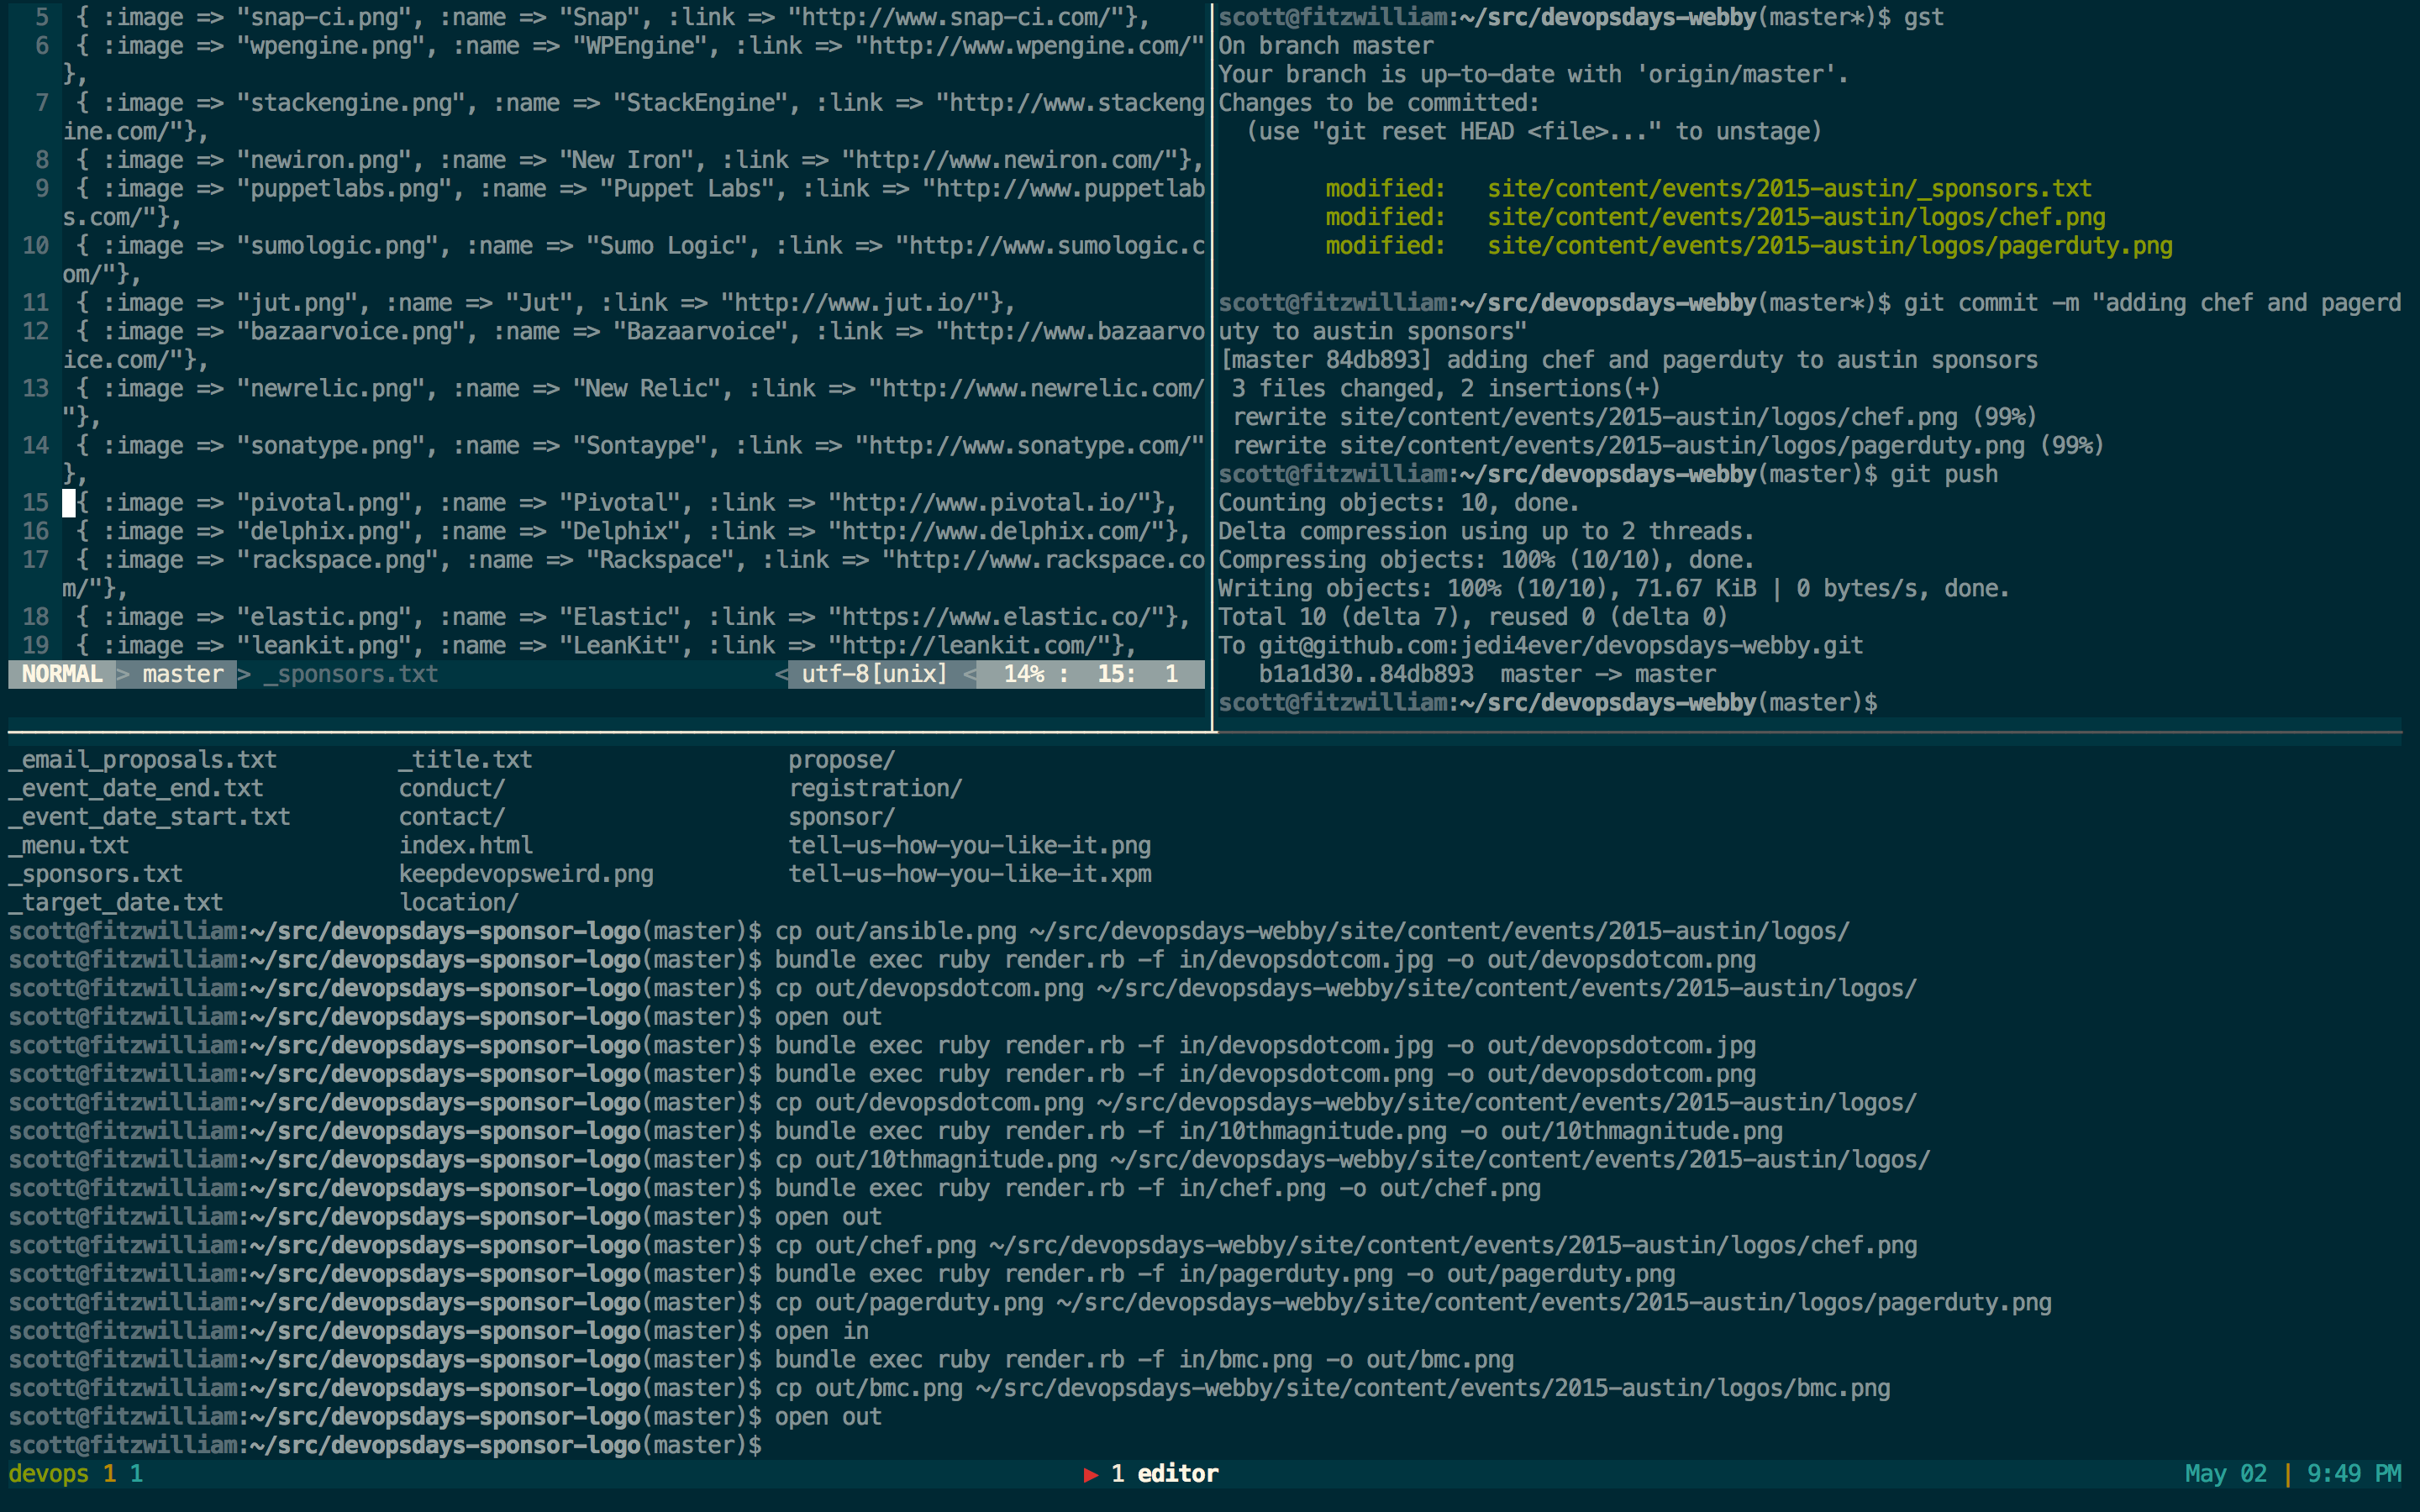 5  { :image => "snap-ci.png", :name => "Snap", :link => "http://www.snap-ci.com/"},
6  { :image => "wpengine.png", :name => "WPEngine", :link => "http://www.wpengine.com/"
},
7  { :image => "stackengine.png", :name => "StackEngine", :link => "http://www.stackeng
ine.com/"},
8  { :image => "newiron.png", :name => "New Iron", :link => "http://www.newiron.com/"},
9  { :image => "puppetlabs.png", :name => "Puppet Labs", :link => "http://www.puppetlab
s.com/"},
10  { :image => "sumologic.png", :name => "Sumo Logic", :link => "http://www.sumologic.c
om/"},
11  { :image => "jut.png", :name => "Jut", :link => "http://www.jut.io/"},
12  { :image => "bazaarvoice.png", :name => "Bazaarvoice", :link => "http://www.bazaarvo
ice.com/"},
13  { :image => "newrelic.png", :name => "New Relic", :link => "http://www.newrelic.com/
"},
14  { :image => "sonatype.png", :name => "Sontaype", :link => "http://www.sonatype.com/"
},
15  { :image => "pivotal.png", :name => "Pivotal", :link => "http://www.pivotal.io/"},
16  { :image => "delphix.png", :name => "Delphix", :link => "http://www.delphix.com/"},
17  { :image => "rackspace.png", :name => "Rackspace", :link => "http://www.rackspace.co
m/"},
18  { :image => "elastic.png", :name => "Elastic", :link => "https://www.elastic.co/"},
19  { :image => "leankit.png", :name => "LeanKit", :link => "http://leankit.com/"},
NORMAL > master > _sponsors.txt < utf-8[unix] < 14% : 15: 1
scott@fitzwilliam:~/src/devopsdays-webby(master*)$ gst
On branch master
Your branch is up-to-date with 'origin/master'.
Changes to be committed:
  (use "git reset HEAD <file>..." to unstage)
        modified:   site/content/events/2015-austin/_sponsors.txt
        modified:   site/content/events/2015-austin/logos/chef.png
        modified:   site/content/events/2015-austin/logos/pagerduty.png
scott@fitzwilliam:~/src/devopsdays-webby(master*)$ git commit -m "adding chef and pagerd
uty to austin sponsors"
[master 84db893] adding chef and pagerduty to austin sponsors
 3 files changed, 2 insertions(+)
 rewrite site/content/events/2015-austin/logos/chef.png (99%)
 rewrite site/content/events/2015-austin/logos/pagerduty.png (99%)
scott@fitzwilliam:~/src/devopsdays-webby(master)$ git push
Counting objects: 10, done.
Delta compression using up to 2 threads.
Compressing objects: 100% (10/10), done.
Writing objects: 100% (10/10), 71.67 KiB | 0 bytes/s, done.
Total 10 (delta 7), reused 0 (delta 0)
To git@github.com:jedi4ever/devopsdays-webby.git
   b1a1d30..84db893  master -> master
scott@fitzwilliam:~/src/devopsdays-webby(master)$
_email_proposals.txt         _title.txt                   propose/
_event_date_end.txt          conduct/                     registration/
_event_date_start.txt        contact/                     sponsor/
_menu.txt                    index.html                   tell-us-how-you-like-it.png
_sponsors.txt                keepdevopsweird.png          tell-us-how-you-like-it.xpm
_target_date.txt             location/
scott@fitzwilliam:~/src/devopsdays-sponsor-logo(master)$ cp out/ansible.png ~/src/devopsdays-webby/site/content/events/2015-austin/logos/
scott@fitzwilliam:~/src/devopsdays-sponsor-logo(master)$ bundle exec ruby render.rb -f in/devopsdotcom.jpg -o out/devopsdotcom.png
scott@fitzwilliam:~/src/devopsdays-sponsor-logo(master)$ cp out/devopsdotcom.png ~/src/devopsdays-webby/site/content/events/2015-austin/logos/
scott@fitzwilliam:~/src/devopsdays-sponsor-logo(master)$ open out
scott@fitzwilliam:~/src/devopsdays-sponsor-logo(master)$ bundle exec ruby render.rb -f in/devopsdotcom.jpg -o out/devopsdotcom.jpg
scott@fitzwilliam:~/src/devopsdays-sponsor-logo(master)$ bundle exec ruby render.rb -f in/devopsdotcom.png -o out/devopsdotcom.png
scott@fitzwilliam:~/src/devopsdays-sponsor-logo(master)$ cp out/devopsdotcom.png ~/src/devopsdays-webby/site/content/events/2015-austin/logos/
scott@fitzwilliam:~/src/devopsdays-sponsor-logo(master)$ bundle exec ruby render.rb -f in/10thmagnitude.png -o out/10thmagnitude.png
scott@fitzwilliam:~/src/devopsdays-sponsor-logo(master)$ cp out/10thmagnitude.png ~/src/devopsdays-webby/site/content/events/2015-austin/logos/
scott@fitzwilliam:~/src/devopsdays-sponsor-logo(master)$ bundle exec ruby render.rb -f in/chef.png -o out/chef.png
scott@fitzwilliam:~/src/devopsdays-sponsor-logo(master)$ open out
scott@fitzwilliam:~/src/devopsdays-sponsor-logo(master)$ cp out/chef.png ~/src/devopsdays-webby/site/content/events/2015-austin/logos/chef.png
scott@fitzwilliam:~/src/devopsdays-sponsor-logo(master)$ bundle exec ruby render.rb -f in/pagerduty.png -o out/pagerduty.png
scott@fitzwilliam:~/src/devopsdays-sponsor-logo(master)$ cp out/pagerduty.png ~/src/devopsdays-webby/site/content/events/2015-austin/logos/pagerduty.png
scott@fitzwilliam:~/src/devopsdays-sponsor-logo(master)$ open in
scott@fitzwilliam:~/src/devopsdays-sponsor-logo(master)$ bundle exec ruby render.rb -f in/bmc.png -o out/bmc.png
scott@fitzwilliam:~/src/devopsdays-sponsor-logo(master)$ cp out/bmc.png ~/src/devopsdays-webby/site/content/events/2015-austin/logos/bmc.png
scott@fitzwilliam:~/src/devopsdays-sponsor-logo(master)$ open out
scott@fitzwilliam:~/src/devopsdays-sponsor-logo(master)$
devops 1 1 ▶ 1 editor May 02 | 9:49 PM